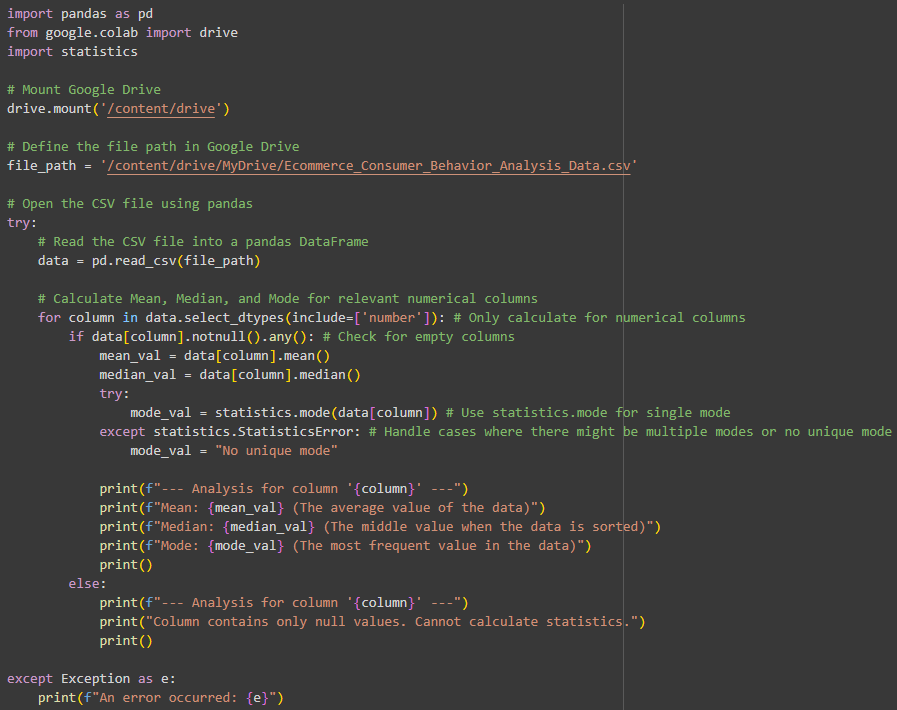 import pandas as pd
from google.colab import drive
import statistics

# Mount Google Drive
drive.mount('/content/drive')

# Define the file path in Google Drive
file_path = '/content/drive/MyDrive/Ecommerce_Consumer_Behavior_Analysis_Data.csv'

# Open the CSV file using pandas
try:
    # Read the CSV file into a pandas DataFrame
    data = pd.read_csv(file_path)

    # Calculate Mean, Median, and Mode for relevant numerical columns
    for column in data.select_dtypes(include=['number']): # Only calculate for numerical columns
        if data[column].notnull().any(): # Check for empty columns
            mean_val = data[column].mean()
            median_val = data[column].median()
            try:
                mode_val = statistics.mode(data[column]) # Use statistics.mode for single mode
            except statistics.StatisticsError: # Handle cases where there might be multiple modes or no unique mode
                mode_val = "No unique mode"

            print(f"--- Analysis for column '{column}' ---")
            print(f"Mean: {mean_val} (The average value of the data)")
            print(f"Median: {median_val} (The middle value when the data is sorted)")
            print(f"Mode: {mode_val} (The most frequent value in the data)")
            print()
        else:
            print(f"--- Analysis for column '{column}' ---")
            print("Column contains only null values. Cannot calculate statistics.")
            print()

except Exception as e:
    print(f"An error occurred: {e}")